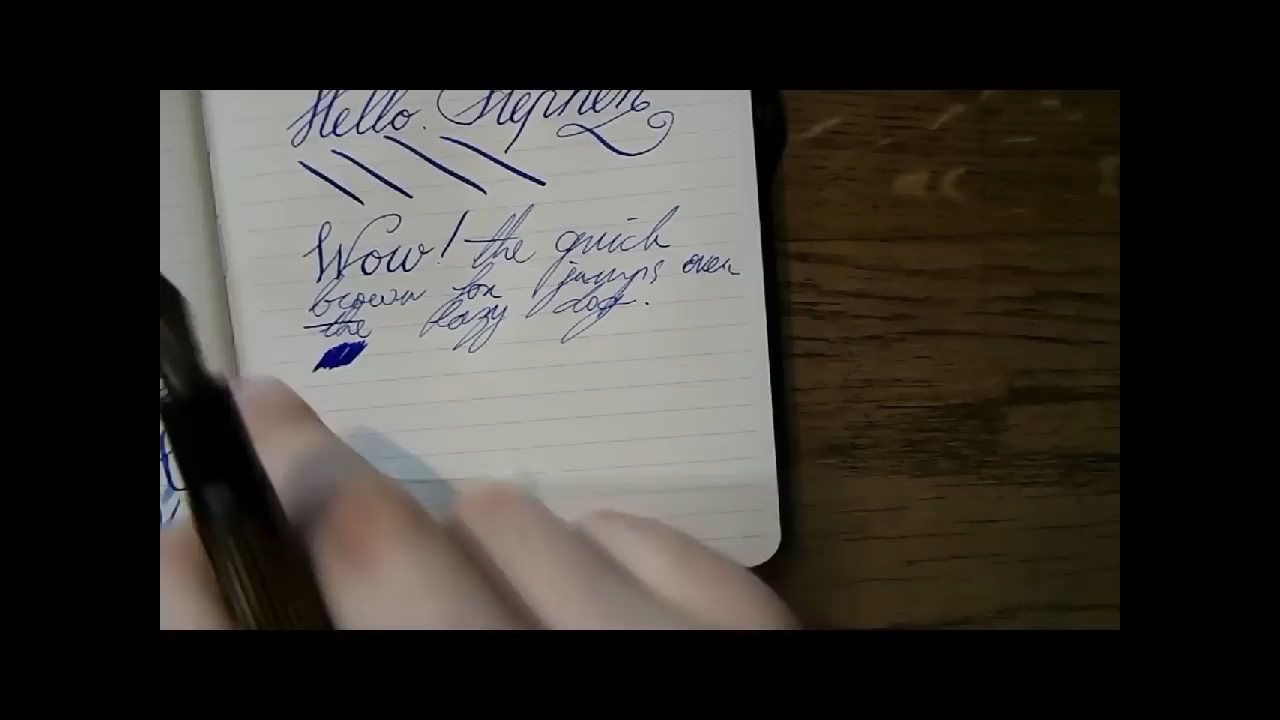 Hello. Stephen
Wow! the quick
brown fox jumps over
the lazy dog.